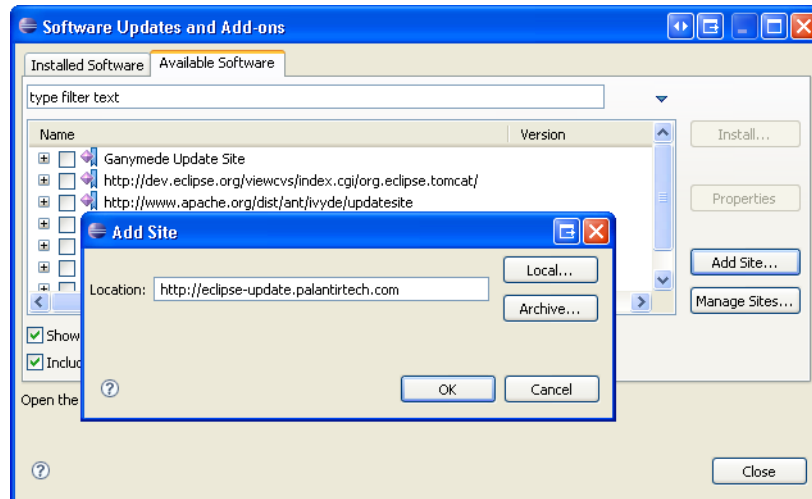 Software Updates and Add-ons
Installed Software Available Software
type filter text
Name Version
Install...
Ganymede Update Site
http://dev.eclipse.org/viewcvs/index.cgi/org.eclipse.tomcat/
http://www.apache.org/dist/ant/ivyde/updatesite
Properties
Add Site
Local...
Add Site...
Location: http://eclipse-update.palantirtech.com
Archive...
Manage Sites...
Show
Includ
? OK Cancel
Open the
? Close